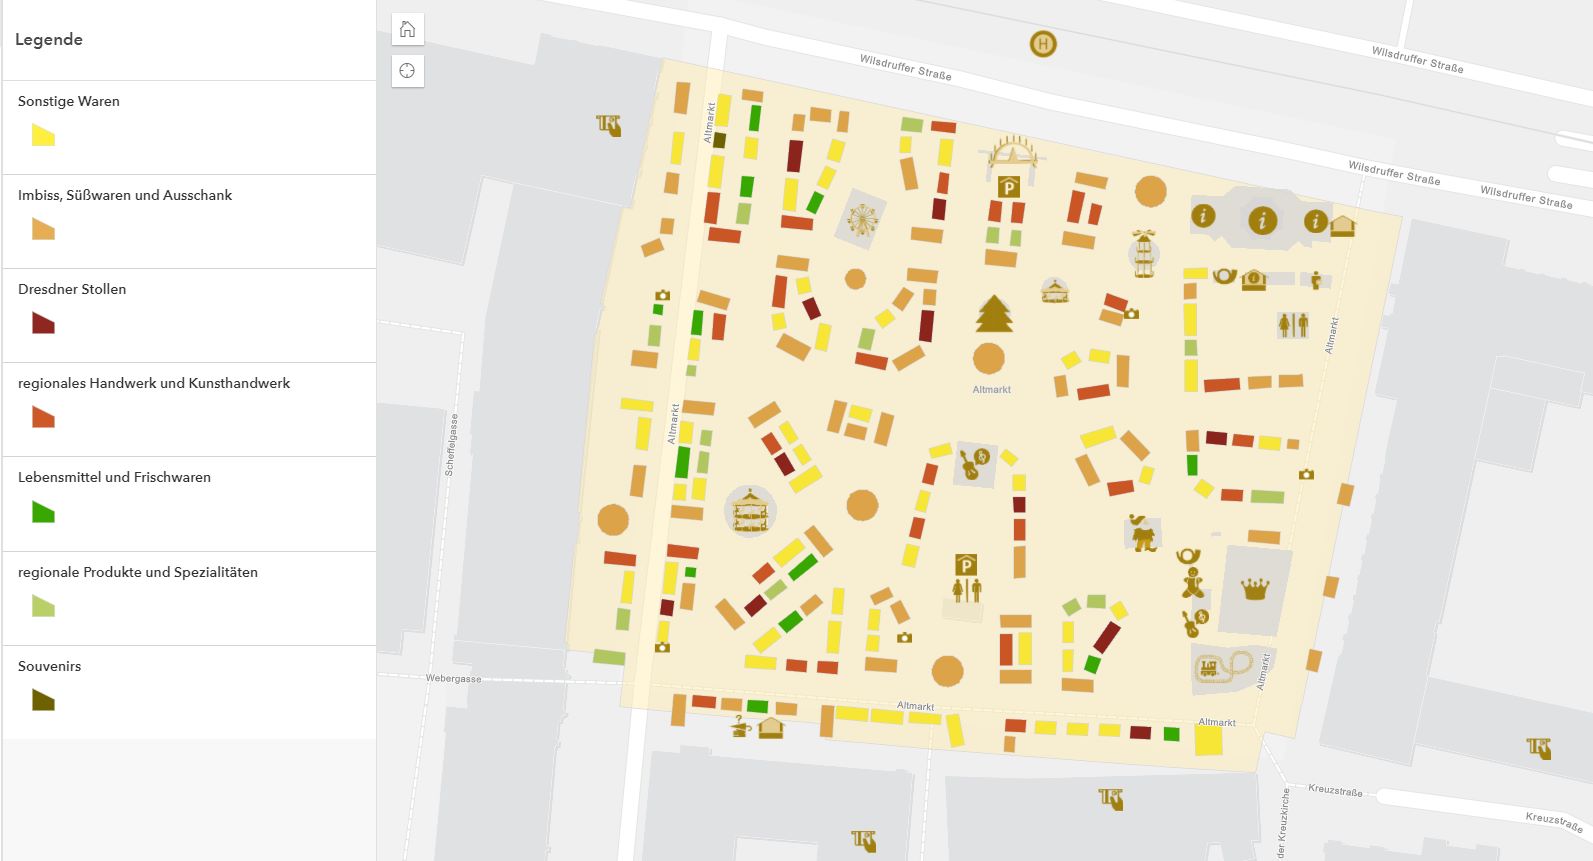 Legende
Sonstige Waren
Imbiss, Süßwaren und Ausschank
Dresdner Stollen
regionales Handwerk und Kunsthandwerk
Lebensmittel und Frischwaren
regionale Produkte und Spezialitäten
Souvenirs
H
Wilsdruffer Straße
Wilsdruffer Straße
Wilsdruffer Straße
Wilsdruffer Straße
Altmarkt
P
i
i
i
i
Altmarkt
Altmarkt
Altmarkt
Scheffelgasse
P
Webergasse
Altmarkt
Altmarkt
Altmarkt
?
Kreuzstraße
Kreuzstraße
der Kreuzkirche